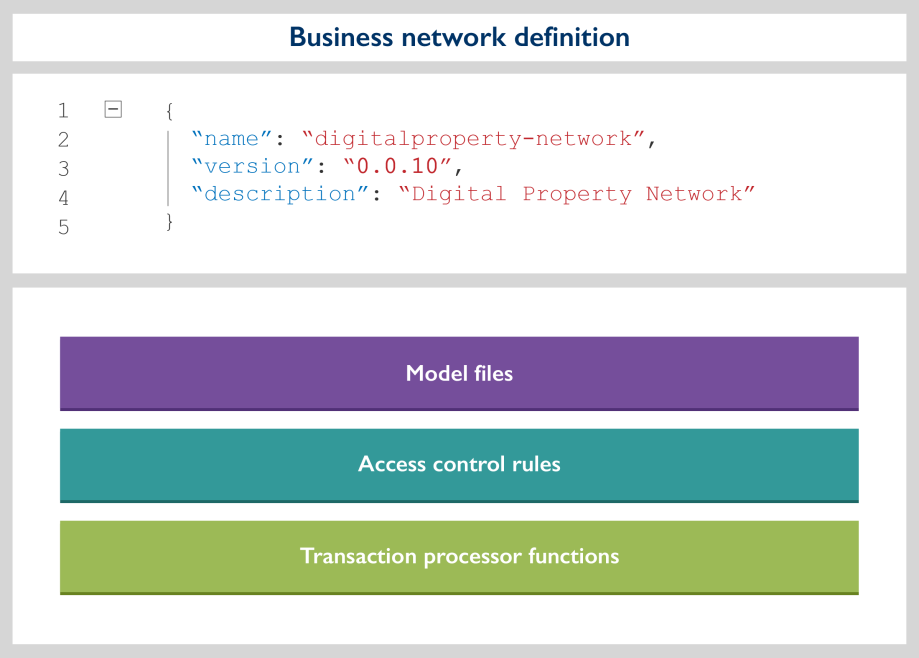 Business network definition
1 {
2 “name”: “digitalproperty-network”,
3 “version”: “0.0.10”,
4 “description”: “Digital Property Network”
5 }
Model files
Access control rules
Transaction processor functions